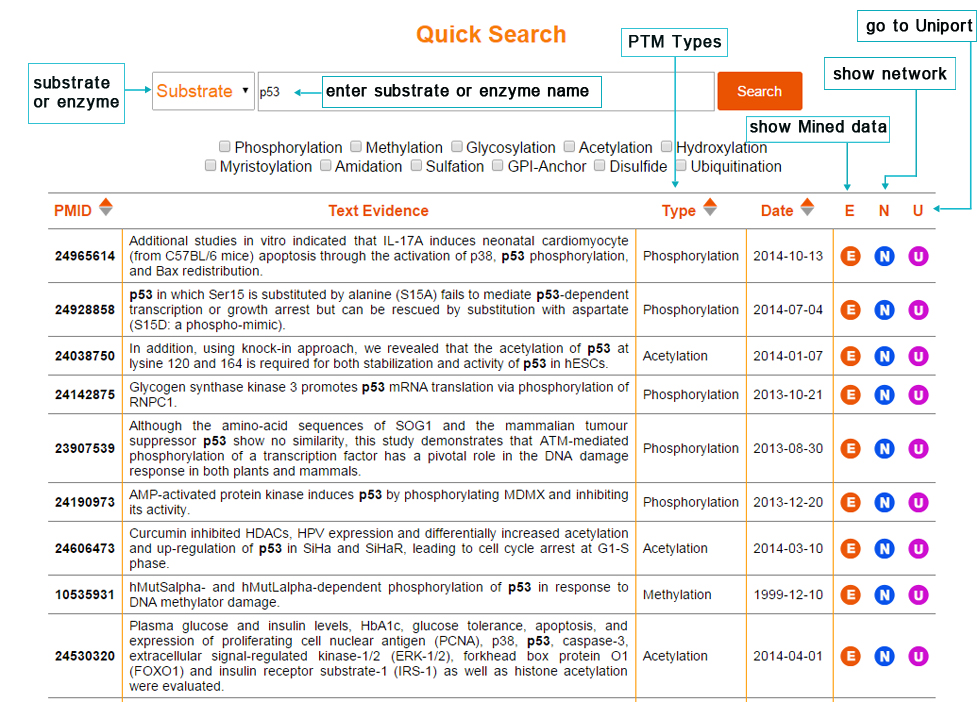 go to Uniport
Quick Search
PTM Types
show network
substrate
or enzyme
Substrate
p53
enter substrate or enzyme name
Search
show Mined data
Phosphorylation Methylation Glycosylation Acetylation Hydroxylation
Myristoylation Amidation Sulfation GPI-Anchor Disulfide Ubiquitination
PMID Text Evidence Type Date E N U
Additional studies in vitro indicated that IL-17A induces neonatal cardiomyocyte
24965614 (from C57BL/6 mice) apoptosis through the activation of p38, p53 phosphorylation, Phosphorylation 2014-10-13 E N U
and Bax redistribution.
p53 in which Ser15 is substituted by alanine (S15A) fails to mediate p53-dependent
24928858 transcription or growth arrest but can be rescued by substitution with aspartate Phosphorylation 2014-07-04 E N U
(S15D: a phospho-mimic).
In addition, using knock-in approach, we revealed that the acetylation of p53 at
24038750 Acetylation 2014-01-07 E N U
lysine 120 and 164 is required for both stabilization and activity of p53 in hESCs.
Glycogen synthase kinase 3 promotes p53 mRNA translation via phosphorylation of
24142875 Phosphorylation 2013-10-21 E N U
RNPC1.
Although the amino-acid sequences of SOG1 and the mammalian tumour
suppressor p53 show no similarity, this study demonstrates that ATM-mediated
23907539 Phosphorylation 2013-08-30 E N U
phosphorylation of a transcription factor has a pivotal role in the DNA damage
response in both plants and mammals.
AMP-activated protein kinase induces p53 by phosphorylating MDMX and inhibiting
24190973 Phosphorylation 2013-12-20 E N U
its activity.
Curcumin inhibited HDACs, HPV expression and differentially increased acetylation
24606473 and up-regulation of p53 in SiHa and SiHaR, leading to cell cycle arrest at G1-S Acetylation 2014-03-10 E N U
phase.
hMutSalpha- and hMutLalpha-dependent phosphorylation of p53 in response to
10535931 Methylation 1999-12-10 E N U
DNA methylator damage.
Plasma glucose and insulin levels, HbA1c, glucose tolerance, apoptosis, and
expression of proliferating cell nuclear antigen (PCNA), p38, p53, caspase-3,
24530320 extracellular signal-regulated kinase-1/2 (ERK-1/2), forkhead box protein O1 Acetylation 2014-04-01 E N U
(FOXO1) and insulin receptor substrate-1 (IRS-1) as well as histone acetylation
were evaluated.